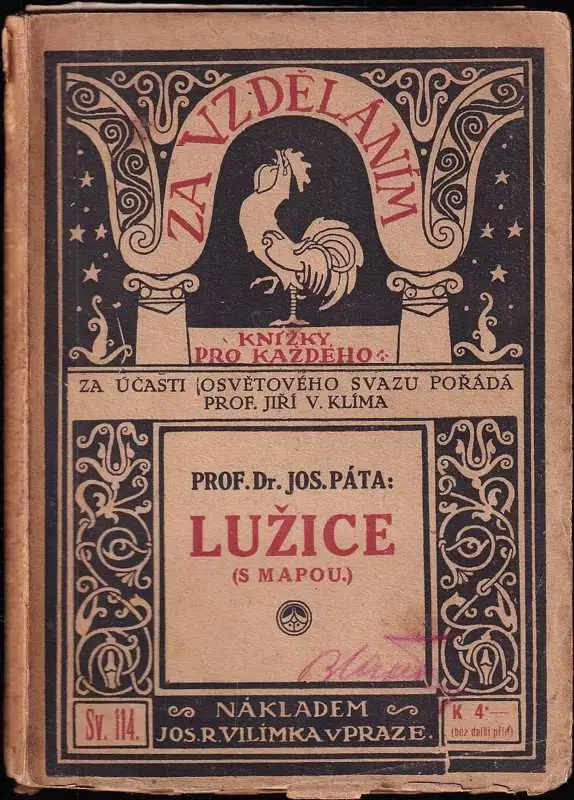 ZA VZDĚLÁNÍM
KNÍŽKY
PRO KAŽDÉHO
ZA ÚČASTI OSVĚTOVÉHO SVAZU POŘÁDÁ
PROF. JIŘÍ V. KLÍMA
PROF. Dr. JOS. PÁTA:
LUŽICE
(S MAPOU.)
Sv. 114.
NÁKLADEM
JOS. R. VILÍMKA V PRAZE.
K 4·—